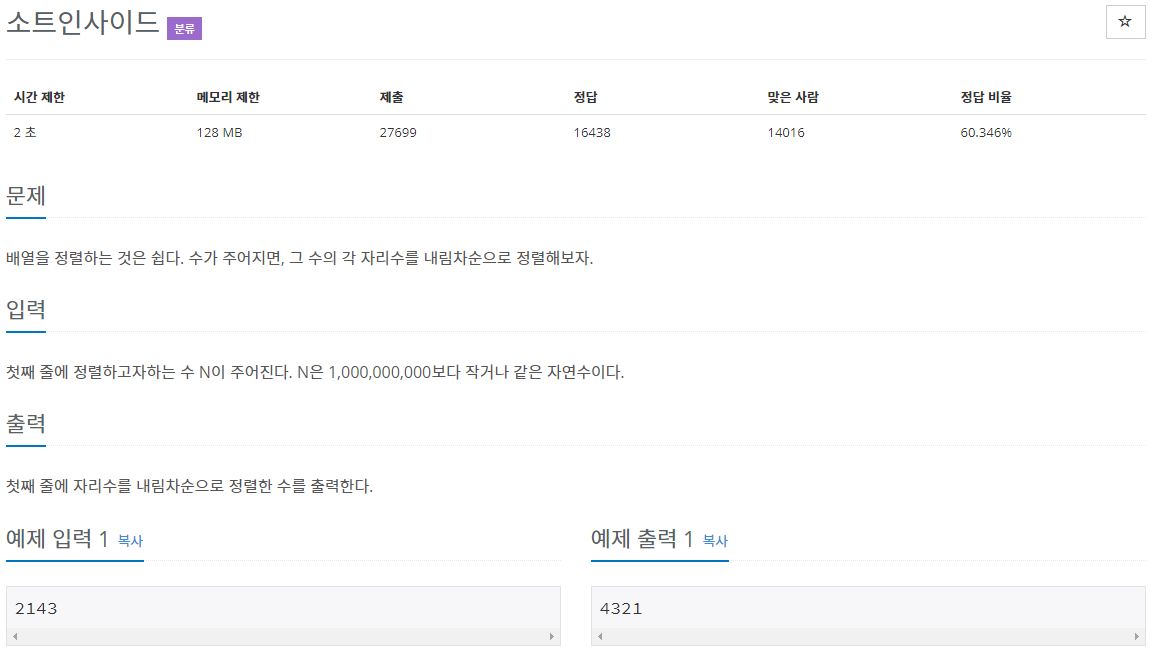 소트인사이드 분류
☆
시간 제한 메모리 제한 제출 정답 맞은 사람 정답 비율
2 초 128 MB 27699 16438 14016 60.346%
문제
배열을 정렬하는 것은 쉽다. 수가 주어지면, 그 수의 각 자리수를 내림차순으로 정렬해보자.
입력
첫째 줄에 정렬하고자하는 수 N이 주어진다. N은 1,000,000,000보다 작거나 같은 자연수이다.
출력
첫째 줄에 자리수를 내림차순으로 정렬한 수를 출력한다.
예제 입력 1 복사
2143
예제 출력 1 복사
4321